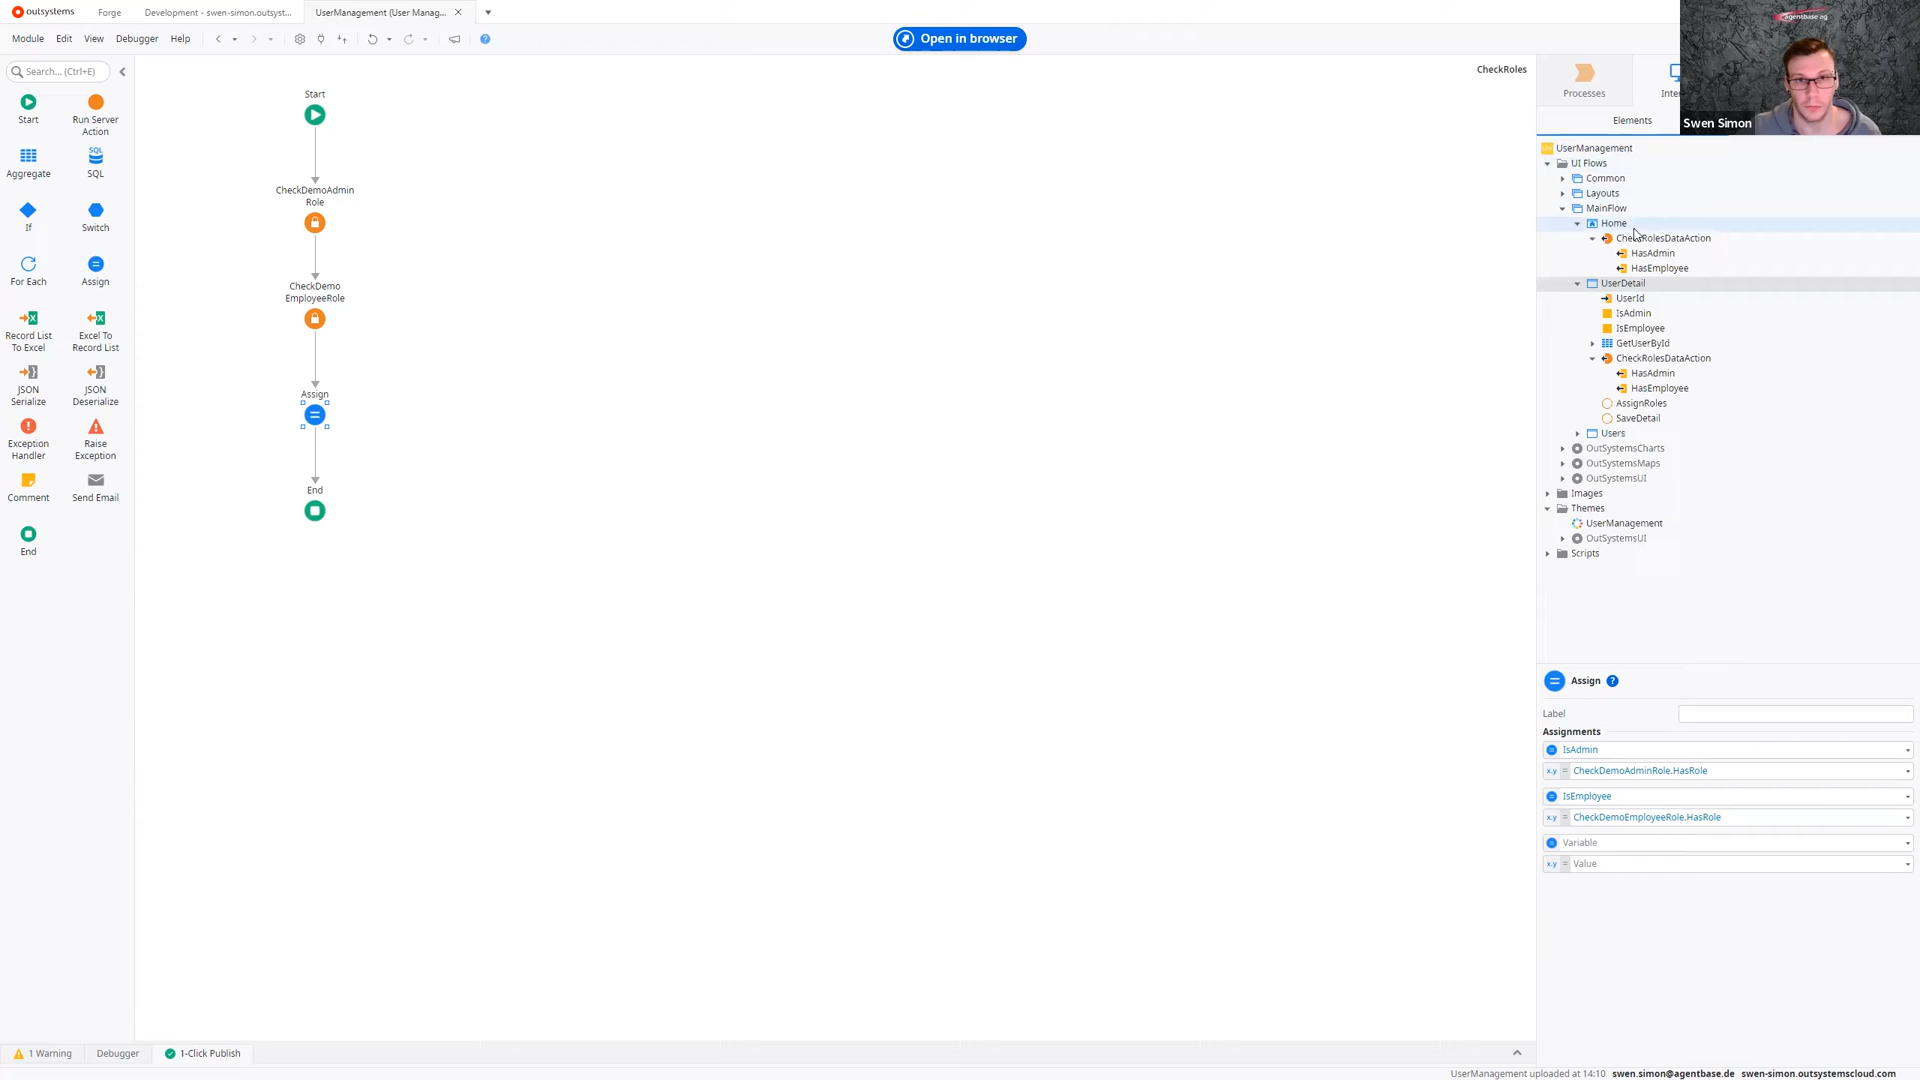 outsystems
Forge
Development - swen-simon.outsyst...
UserManagement (User Manag...
Module
Edit
View
Debugger
Help
Open in browser
agentbase ag
Swen Simon
Search... (Ctrl+E)
Start
Run Server
Action
Aggregate
SQL
SQL
If
Switch
For Each
Assign
Record List
To Excel
Excel To
Record List
JSON
Serialize
JSON
Deserialize
Exception
Handler
Raise
Exception
Comment
Send Email
End
CheckRoles
Start
CheckDemoAdmin
Role
CheckDemo
EmployeeRole
Assign
End
Processes
Elements
UserManagement
UI Flows
Common
Layouts
MainFlow
Home
CheckRolesDataAction
HasAdmin
HasEmployee
UserDetail
UserId
IsAdmin
IsEmployee
GetUserById
CheckRolesDataAction
HasAdmin
HasEmployee
AssignRoles
SaveDetail
Users
OutSystemsCharts
OutSystemsMaps
OutSystemsUI
Images
Themes
UserManagement
OutSystemsUI
Scripts
Assign
Label
Assignments
IsAdmin
x.y = CheckDemoAdminRole.HasRole
IsEmployee
x.y = CheckDemoEmployeeRole.HasRole
Variable
x.y = Value
1 Warning
Debugger
1-Click Publish
UserManagement uploaded at 14:10 swen.simon@agentbase.de swen-simon.outsystemscloud.com